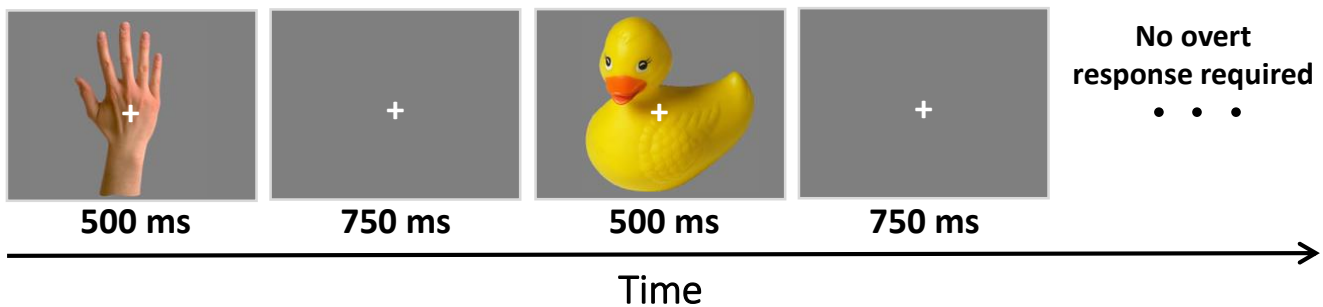 No overt
response required
• • •
500 ms
750 ms
500 ms
750 ms
Time